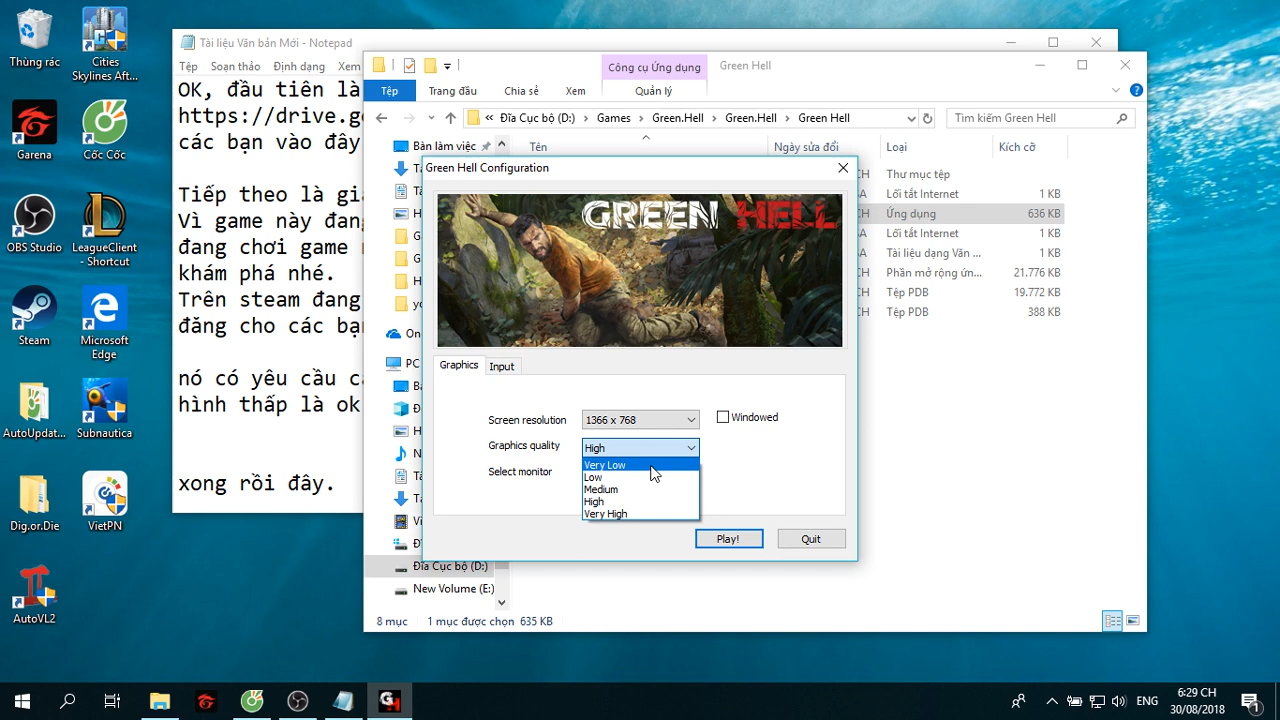 Thùng rác
Cities
Skylines Aft...
Garena
Cốc Cốc
OBS Studio
LeagueClient
- Shortcut
Steam
Microsoft
Edge
AutoUpdat...
Subnautica
Dig.or.Die
VietPN
AutoVL2
Tài liệu Văn bản Mới - Notepad
Tệp Soạn thảo Định dạng Xem
OK, đầu tiên là
https://drive.g
các bạn vào đây
Tiếp theo là gi
Vì game này đang
đang chơi game
khám phá nhé.
Trên steam đang
đăng cho các bạ
nó có yêu cầu c
hình thấp là ok
xong rồi đây.
Công cụ Ứng dụng
Green Hell
Tệp Trang đầu Chia sẻ Xem Quản lý
« Đĩa Cục bộ (D:) > Games > Green.Hell > Green.Hell > Green Hell
Tìm kiếm Green Hell
Bàn làm việc
Tên Ngày sửa đổi Loại Kích cỡ
CH Thư mục tệp
SA Lối tắt Internet 1 KB
CH Ứng dụng 636 KB
CH Lối tắt Internet 1 KB
SA Tài liệu dạng Văn ... 1 KB
CH Phần mở rộng ứn... 21.776 KB
CH Tệp PDB 19.772 KB
CH Tệp PDB 388 KB
PC
Đĩa Cục bộ (D:)
New Volume (E:)
8 mục 1 mục được chọn 635 KB
Green Hell Configuration
GREEN HELL
Graphics Input
Screen resolution 1366 x 768 Windowed
Graphics quality High
Select monitor
Very Low
Low
Medium
High
Very High
Play! Quit
ENG
6:29 CH
30/08/2018
1